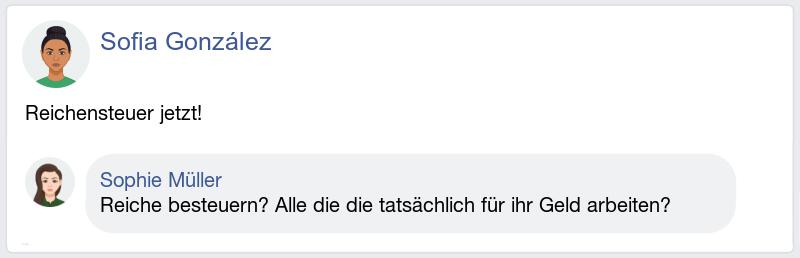 Sofia González
Reichensteuer jetzt!
Sophie Müller
Reiche besteuern? Alle die die tatsächlich für ihr Geld arbeiten?